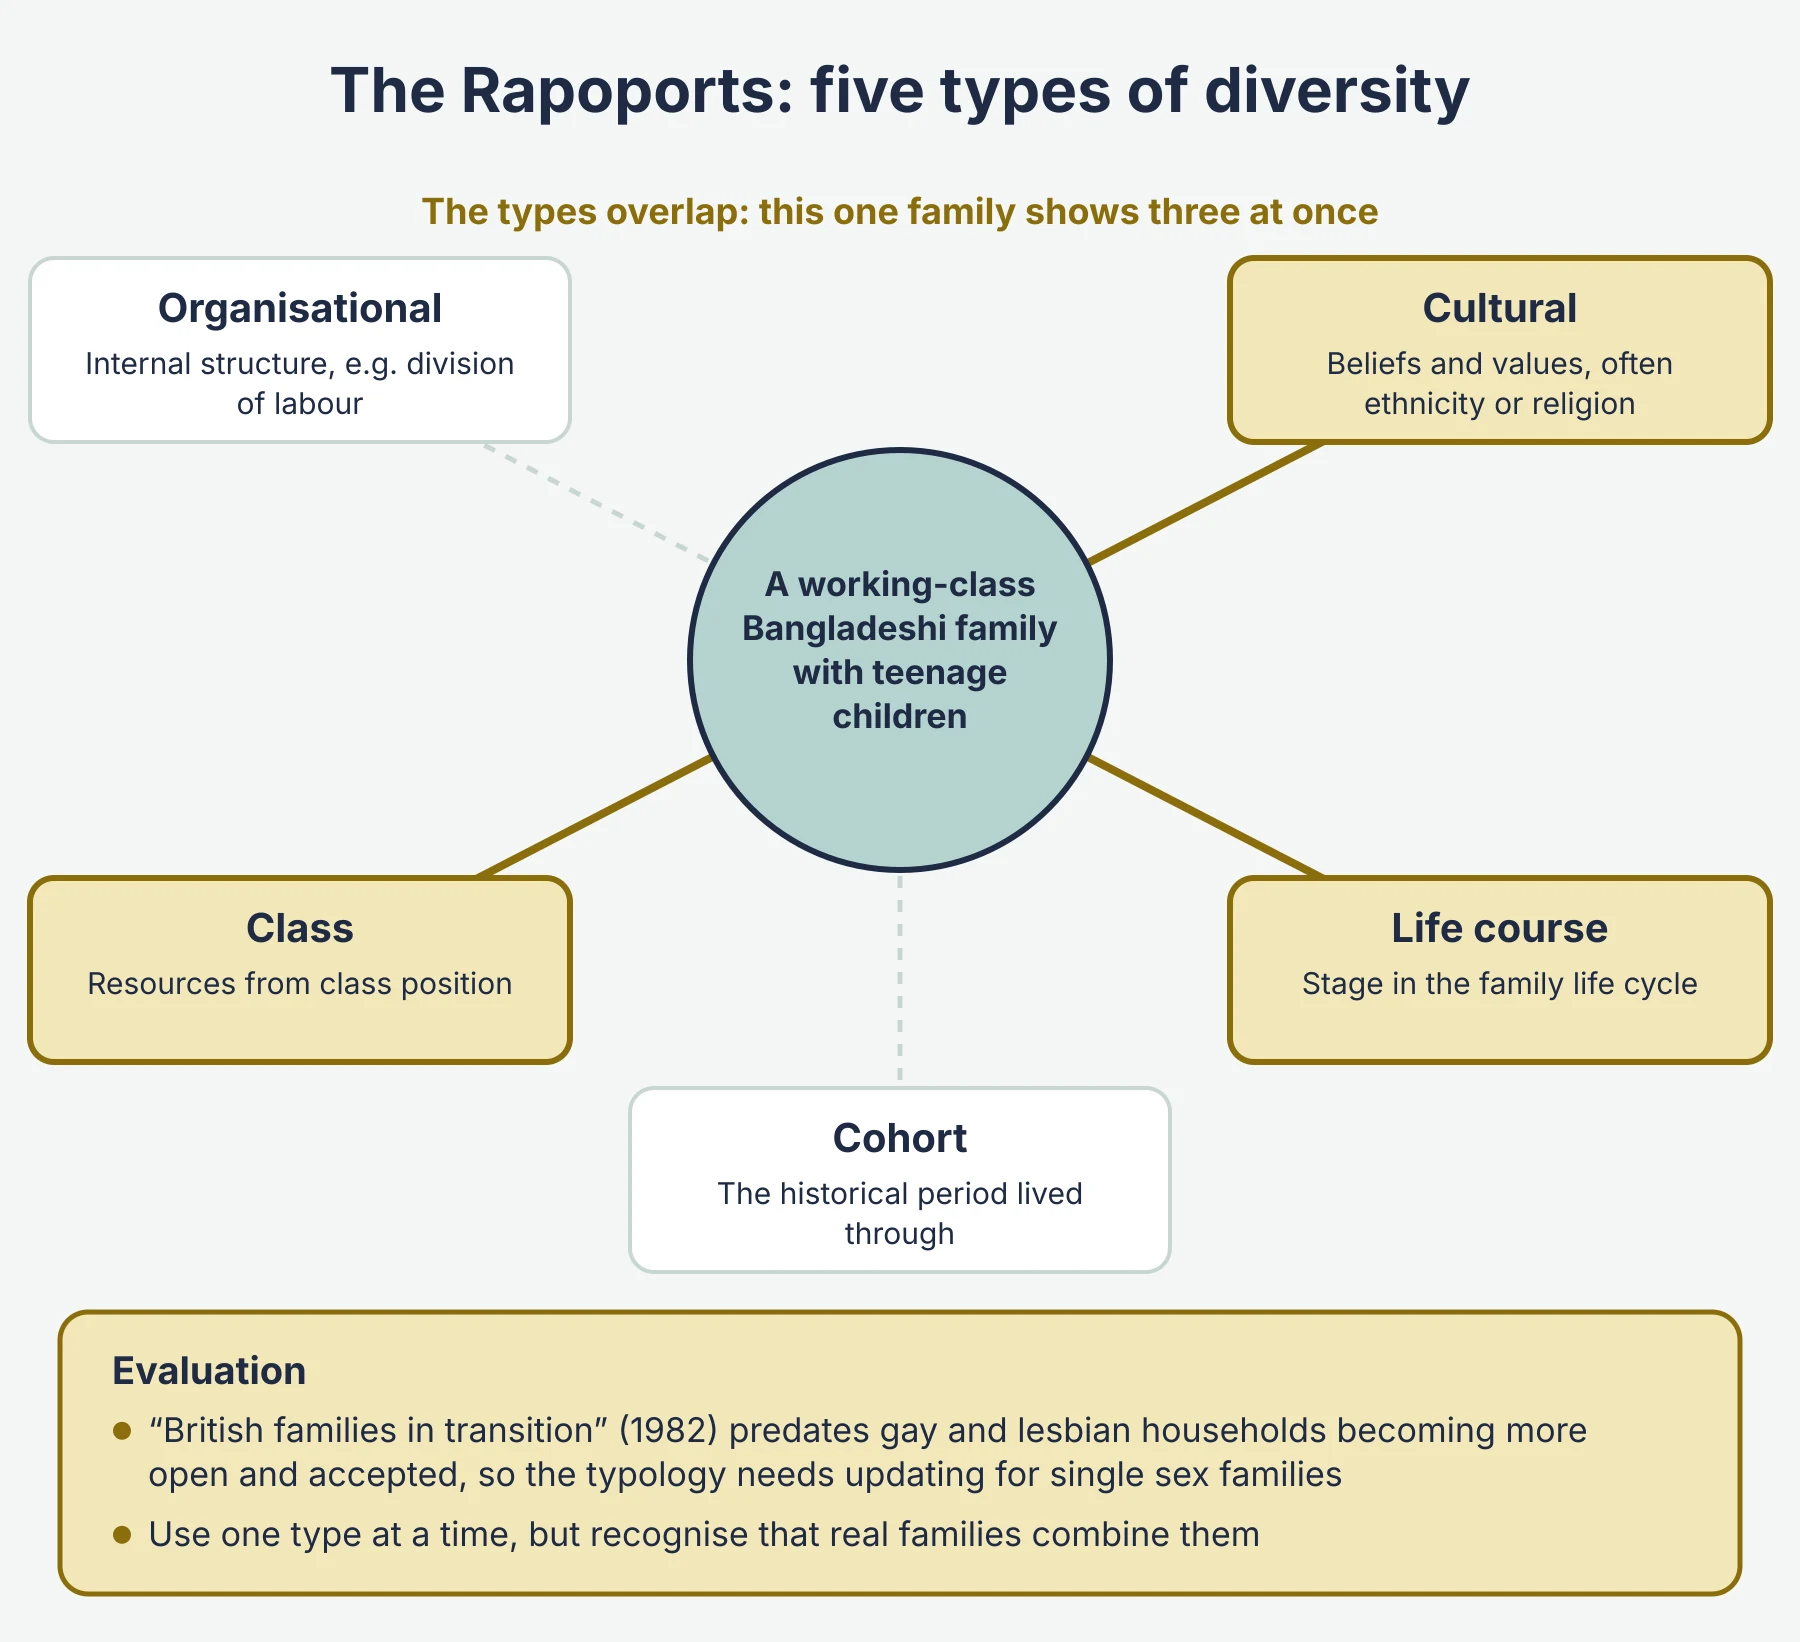 The Rapoports: five types of diversity
The types overlap: this one family shows three at once
Organisational
Internal structure, e.g. division
of labour
Cultural
Beliefs and values, often
ethnicity or religion
A working-class
Bangladeshi family
with teenage
children
Class
Resources from class position
Life course
Stage in the family life cycle
Cohort
The historical period lived
through
Evaluation
“British families in transition” (1982) predates gay and lesbian households becoming more
open and accepted, so the typology needs updating for single sex families
Use one type at a time, but recognise that real families combine them